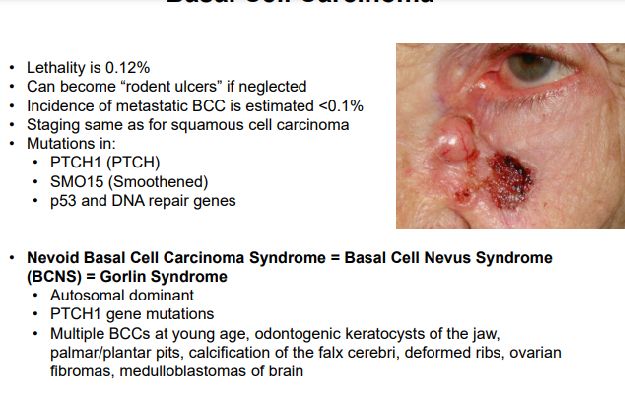 Basal Cell Carcinoma
• Lethality is 0.12%
• Can become “rodent ulcers” if neglected
• Incidence of metastatic BCC is estimated <0.1%
• Staging same as for squamous cell carcinoma
• Mutations in:
• PTCH1 (PTCH)
• SMO15 (Smoothened)
• p53 and DNA repair genes
• Nevoid Basal Cell Carcinoma Syndrome = Basal Cell Nevus Syndrome
(BCNS) = Gorlin Syndrome
• Autosomal dominant
• PTCH1 gene mutations
• Multiple BCCs at young age, odontogenic keratocysts of the jaw,
palmar/plantar pits, calcification of the falx cerebri, deformed ribs, ovarian
fibromas, medulloblastomas of brain